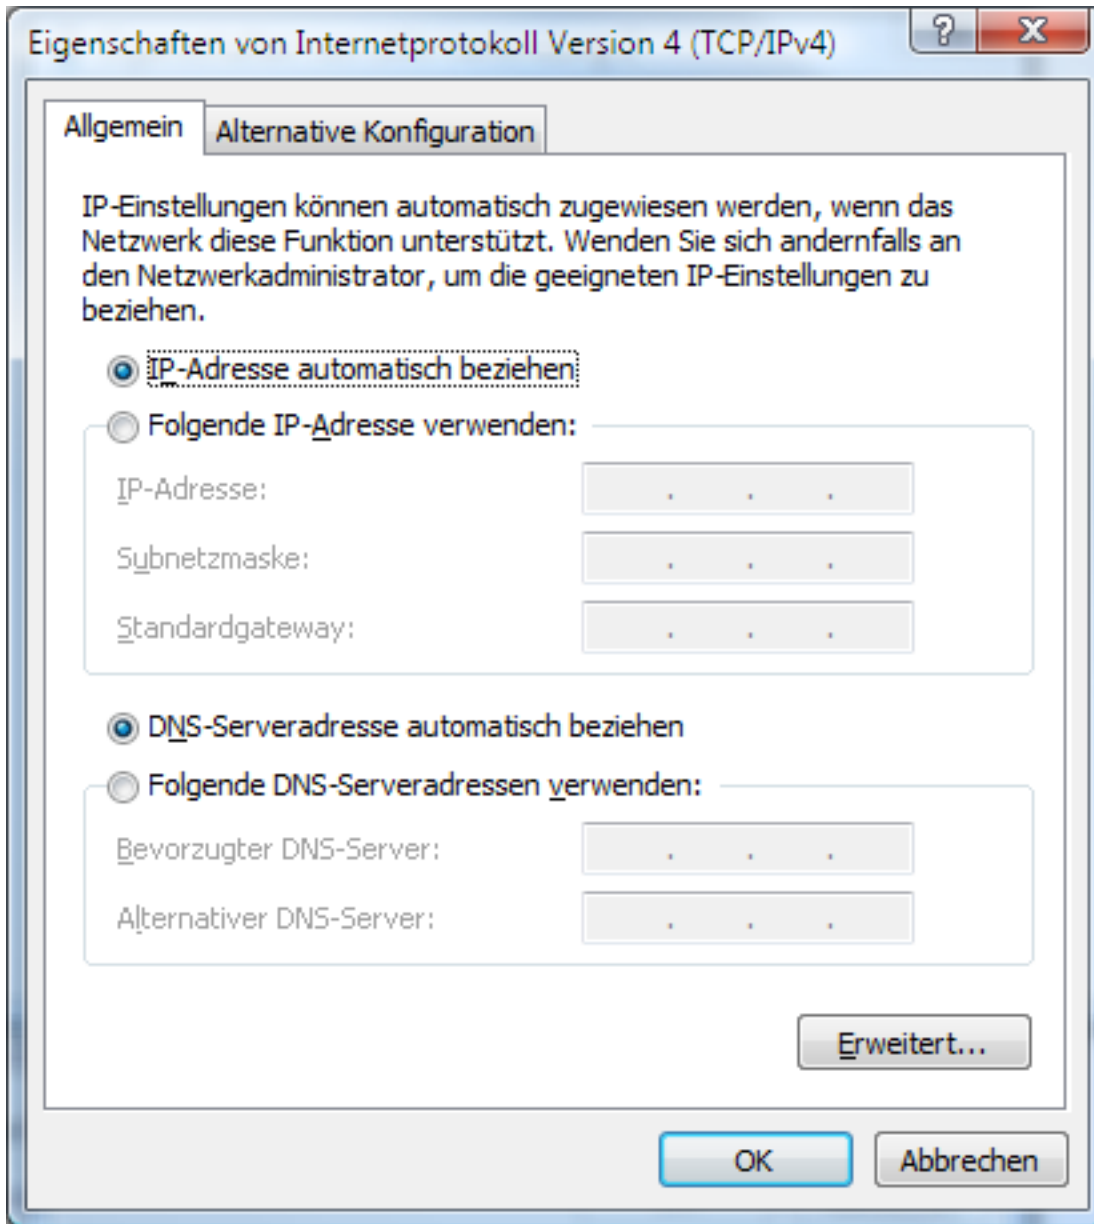 Eigenschaften von Internetprotokoll Version 4 (TCP/IPv4)
? X
Allgemein
Alternative Konfiguration
IP-Einstellungen können automatisch zugewiesen werden, wenn das
Netzwerk diese Funktion unterstützt. Wenden Sie sich andernfalls an
den Netzwerkadministrator, um die geeigneten IP-Einstellungen zu
beziehen.
IP-Adresse automatisch beziehen
Folgende IP-Adresse verwenden:
IP-Adresse: . . .
Subnetzmaske: . . .
Standardgateway: . . .
DNS-Serveradresse automatisch beziehen
Folgende DNS-Serveradressen verwenden:
Bevorzugter DNS-Server: . . .
Alternativer DNS-Server: . . .
Erweitert...
OK
Abbrechen